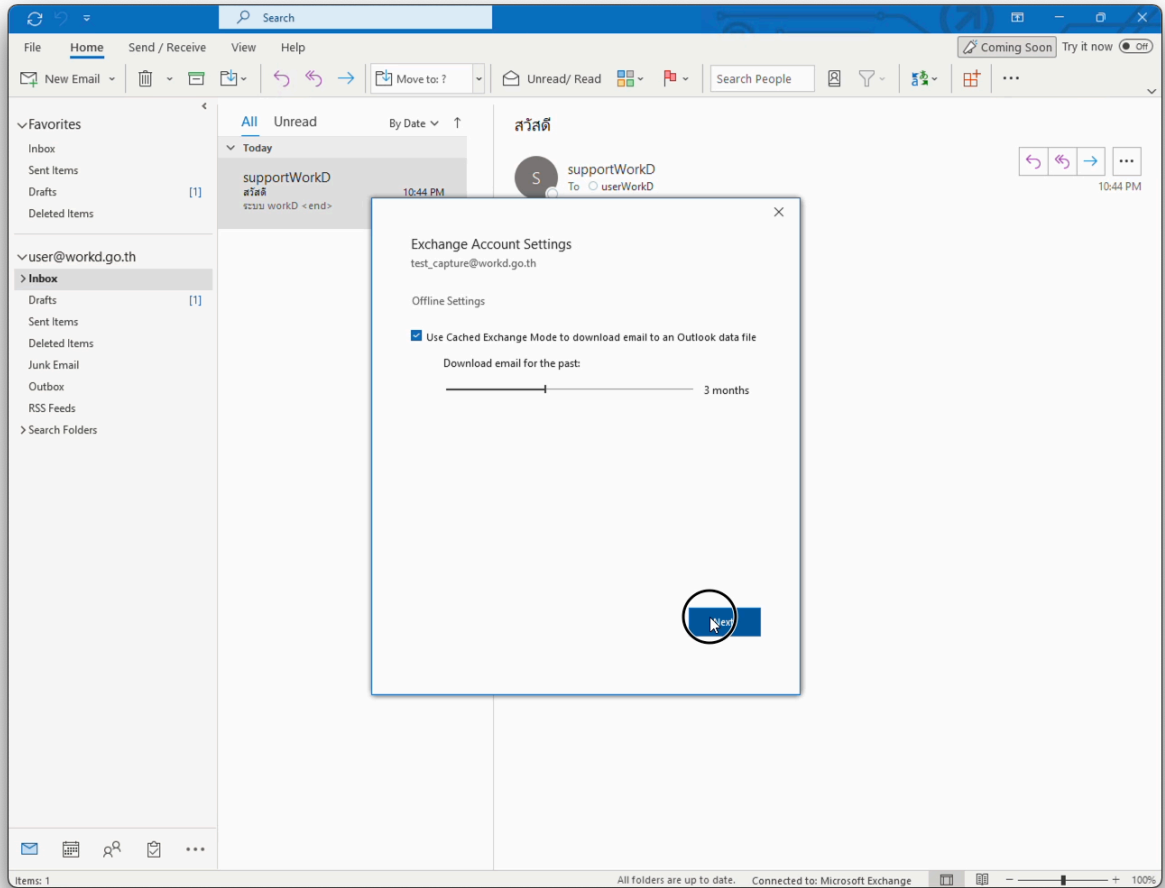 Search
File Home Send / Receive View Help Coming Soon Try it now Off
New Email Move to: ? Unread/ Read Search People
Favorites
Inbox
Sent Items
Drafts [1]
Deleted Items
user@workd.go.th
Inbox
Drafts [1]
Sent Items
Deleted Items
Junk Email
Outbox
RSS Feeds
Search Folders
All Unread By Date
Today
supportWorkD
สวัสดี 10:44 PM
ระบบ workD <end>
สวัสดี
S
supportWorkD
To userWorkD
10:44 PM
Exchange Account Settings
test_capture@workd.go.th
Offline Settings
Use Cached Exchange Mode to download email to an Outlook data file
Download email for the past:
3 months
Next
Items: 1 All folders are up to date. Connected to: Microsoft Exchange 100%